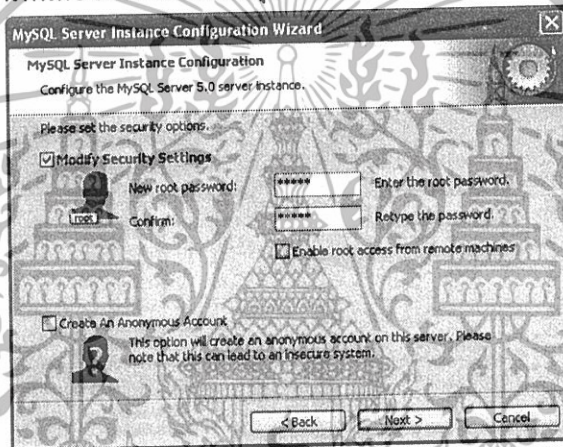 MySQL Server Instance Configuration Wizard
MySQL Server Instance Configuration
Configure the MySQL Server 5.0 server instance.
Please set the security options.
Modify Security Settings
New root password: ***** Enter the root password.
root
Confirm: ***** Retype the password.
Enable root access from remote machines
Create An Anonymous Account
This option will create an anonymous account on this server. Please
note that this can lead to an insecure system.
< Back Next > Cancel